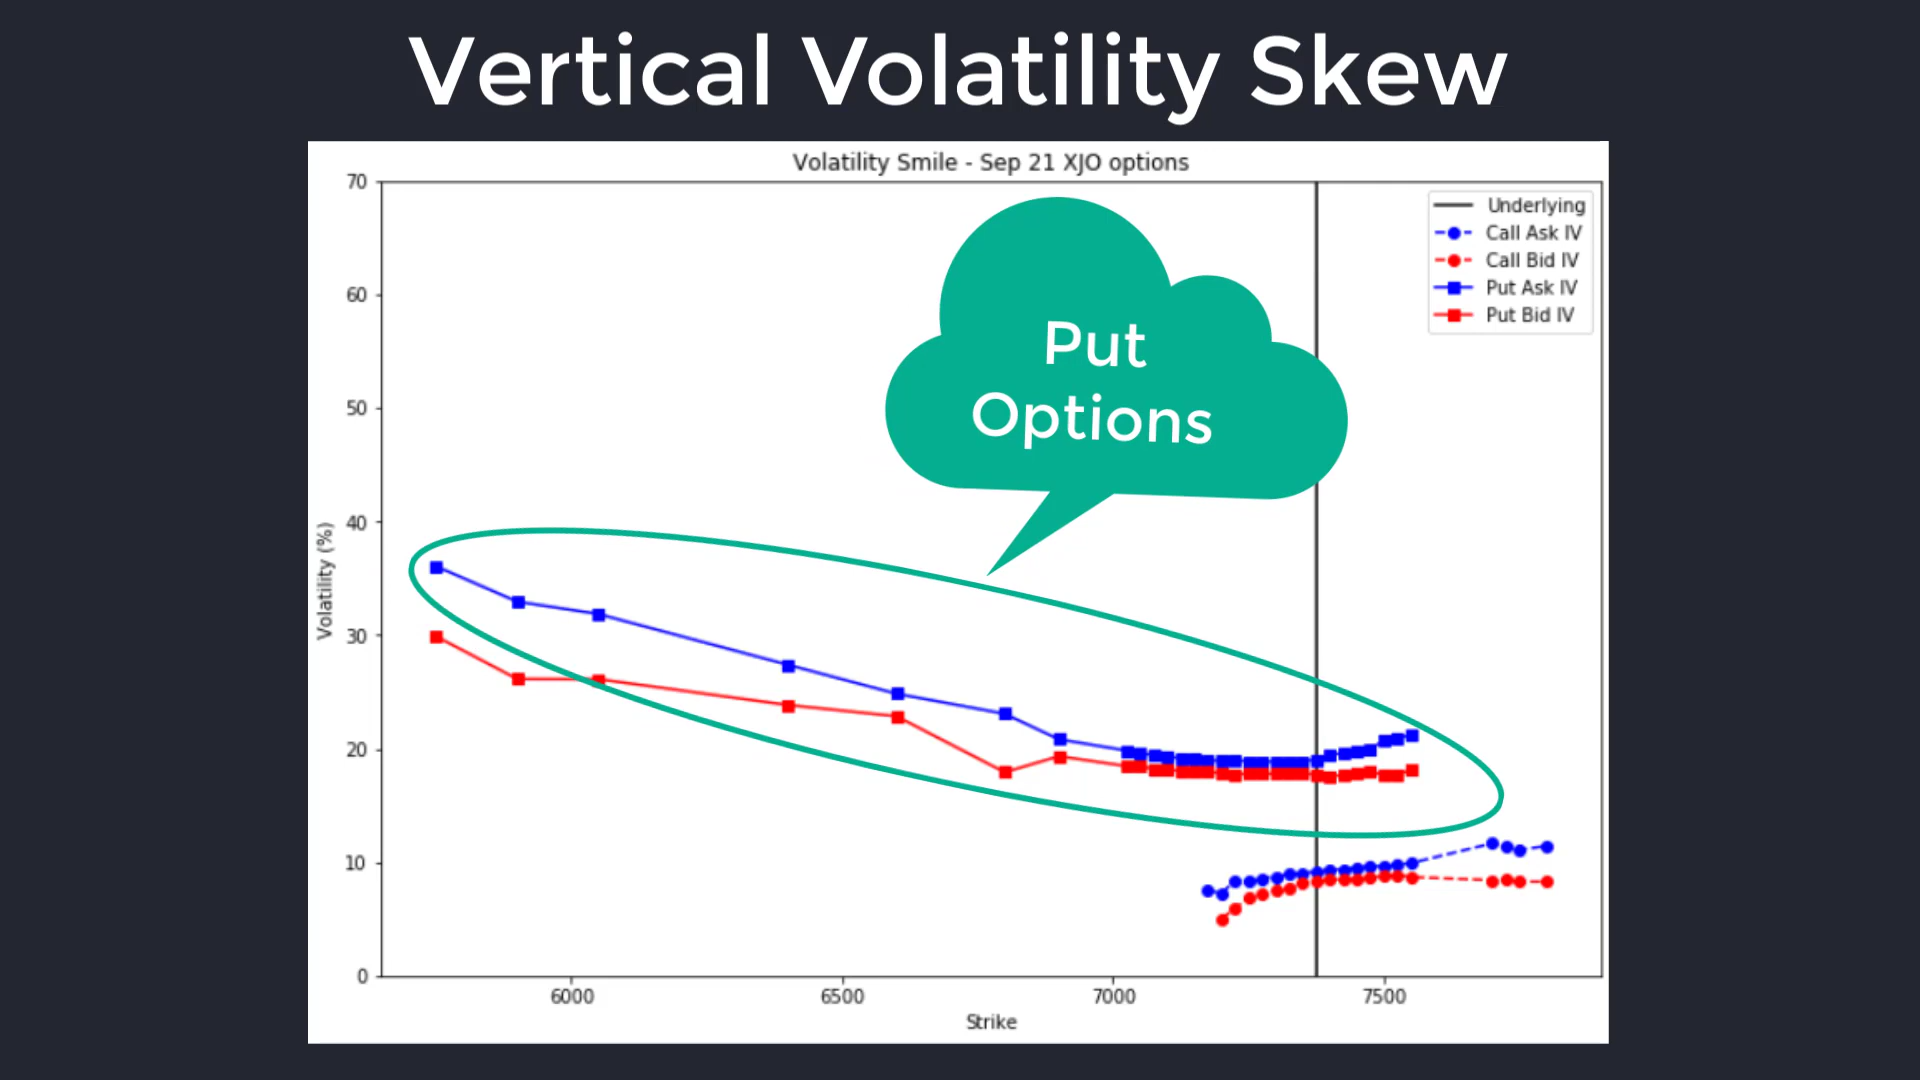 Vertical Volatility Skew
Volatility Smile - Sep 21 XJO options
70
60
50
40
30
20
10
0
Volatility (%)
Underlying
Call Ask IV
Call Bid IV
Put Ask IV
Put Bid IV
Put
Options
6000
6500
7000
7500
Strike